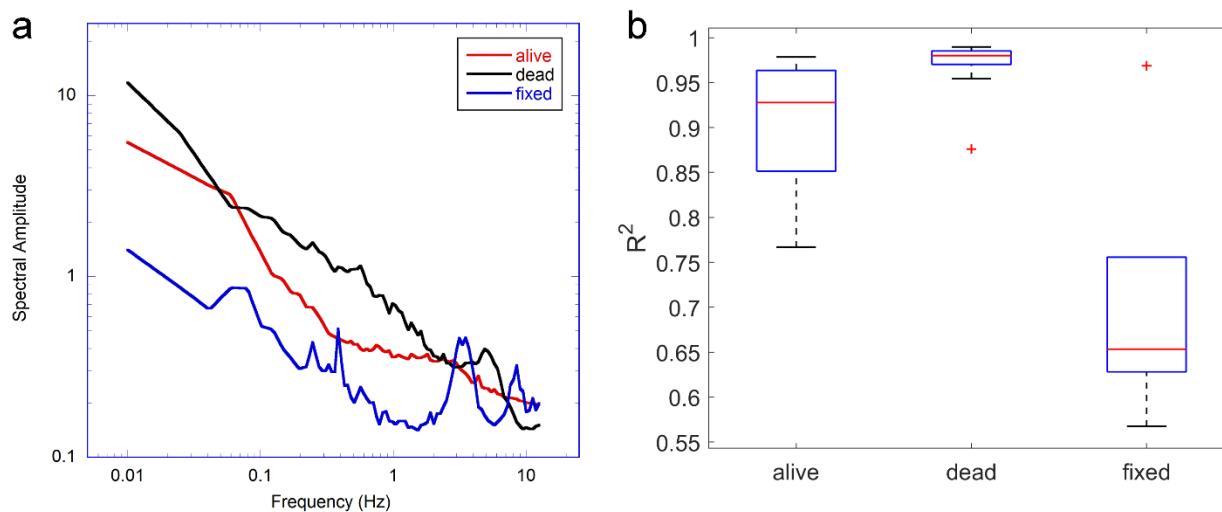 a
alive
dead
fixed
10
1
0.1
Spectral Amplitude
0.01 0.1 1 10
Frequency (Hz)
b
1
0.95
0.9
0.85
0.8
0.75
0.7
0.65
0.6
0.55
R²
alive dead fixed